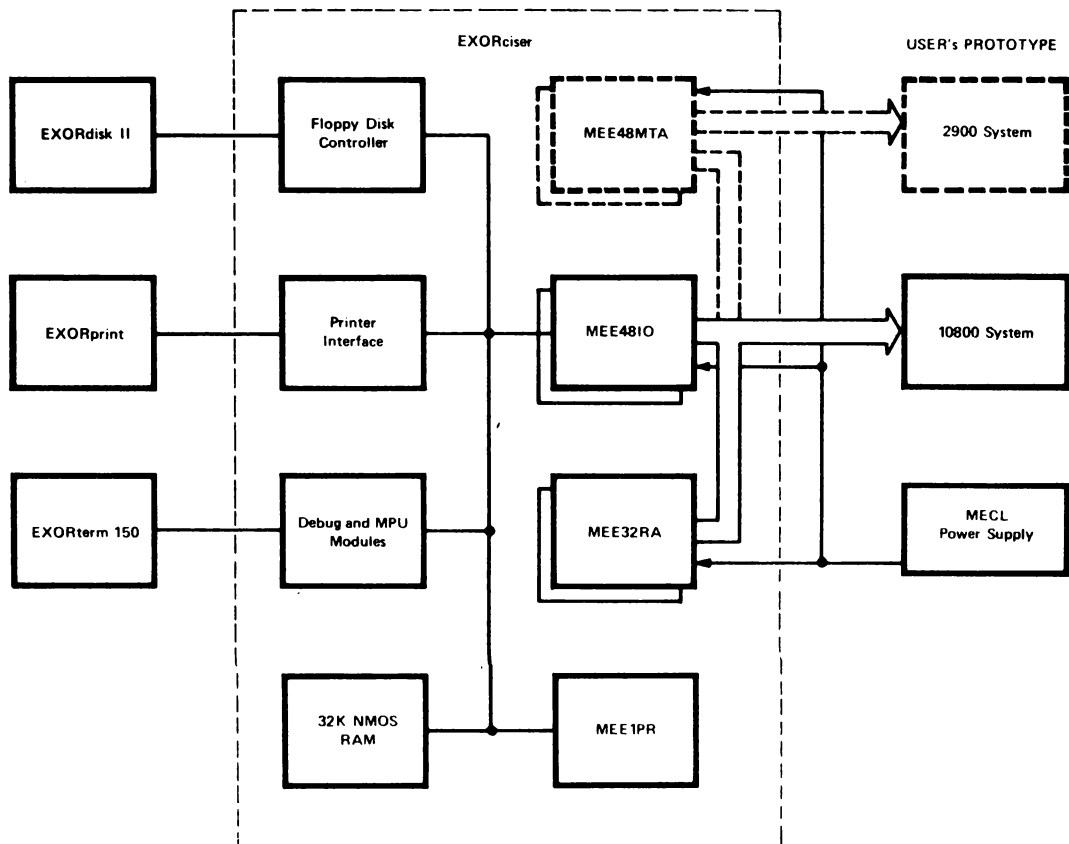 EXORciser
USER's PROTOTYPE
EXORdisk II
Floppy Disk
Controller
MEE48MTA
2900 System
EXORprint
Printer
Interface
MEE48IO
10800 System
EXORterm 150
Debug and MPU
Modules
MEE32RA
MECL
Power Supply
32K NMOS
RAM
MEE1PR